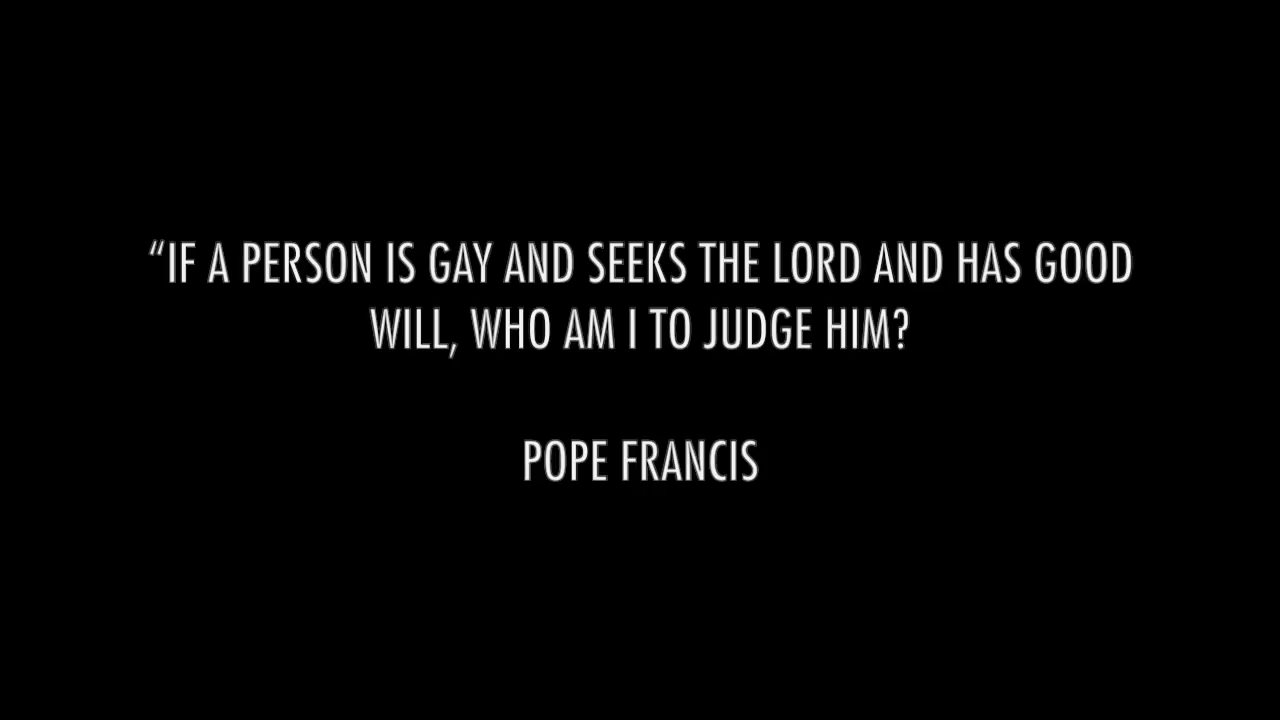 “IF A PERSON IS GAY AND SEEKS THE LORD AND HAS GOOD
WILL, WHO AM I TO JUDGE HIM?
POPE FRANCIS